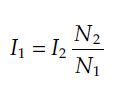 I₁ = I₂ N₂/N₁